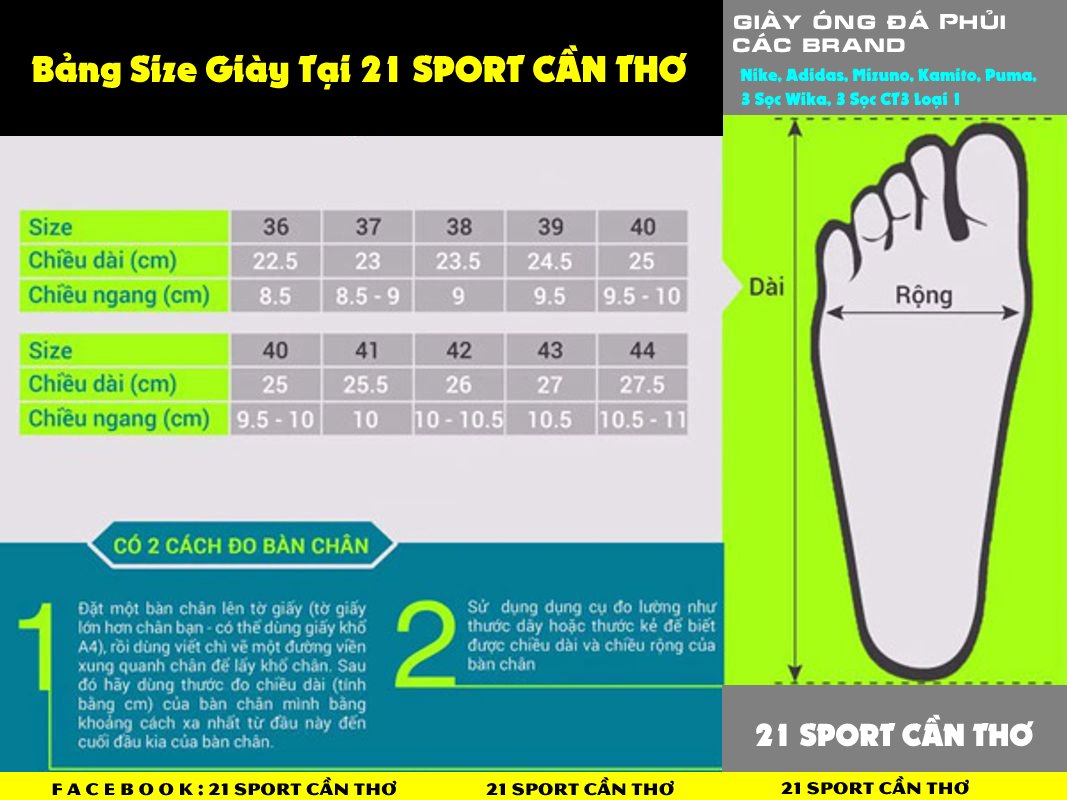 Bảng Size Giày Tại 21 SPORT CẦN THƠ
GIÀY ÓNG ĐÁ PHỦI
CÁC BRAND
Nike, Adidas, Mizuno, Kamito, Puma,
3 Sọc Wika, 3 Sọc CT3 Loại 1
Size 36 37 38 39 40
Chiều dài (cm) 22.5 23 23.5 24.5 25
Chiều ngang (cm) 8.5 8.5 - 9 9 9.5 9.5 - 10
Size 40 41 42 43 44
Chiều dài (cm) 25 25.5 26 27 27.5
Chiều ngang (cm) 9.5 - 10 10 10 - 10.5 10.5 10.5 - 11
Dài
Rộng
CÓ 2 CÁCH ĐO BÀN CHÂN
1
Đặt một bàn chân lên tờ giấy (tờ giấy
lớn hơn chân bạn - có thể dùng giấy khổ
A4), rồi dùng viết chì vẽ một đường viền
xung quanh chân để lấy khổ chân. Sau
đó hãy dùng thước đo chiều dài (tính
bằng cm) của bàn chân mình bằng
khoảng cách xa nhất từ đầu này đến
cuối đầu kia của bàn chân.
2
Sử dụng dụng cụ đo lường như
thước dây hoặc thước kẻ để biết
được chiều dài và chiều rộng của
bàn chân
21 SPORT CẦN THƠ
FACEBOOK: 21 SPORT CẦN THƠ
21 SPORT CẦN THƠ
21 SPORT CẦN THƠ